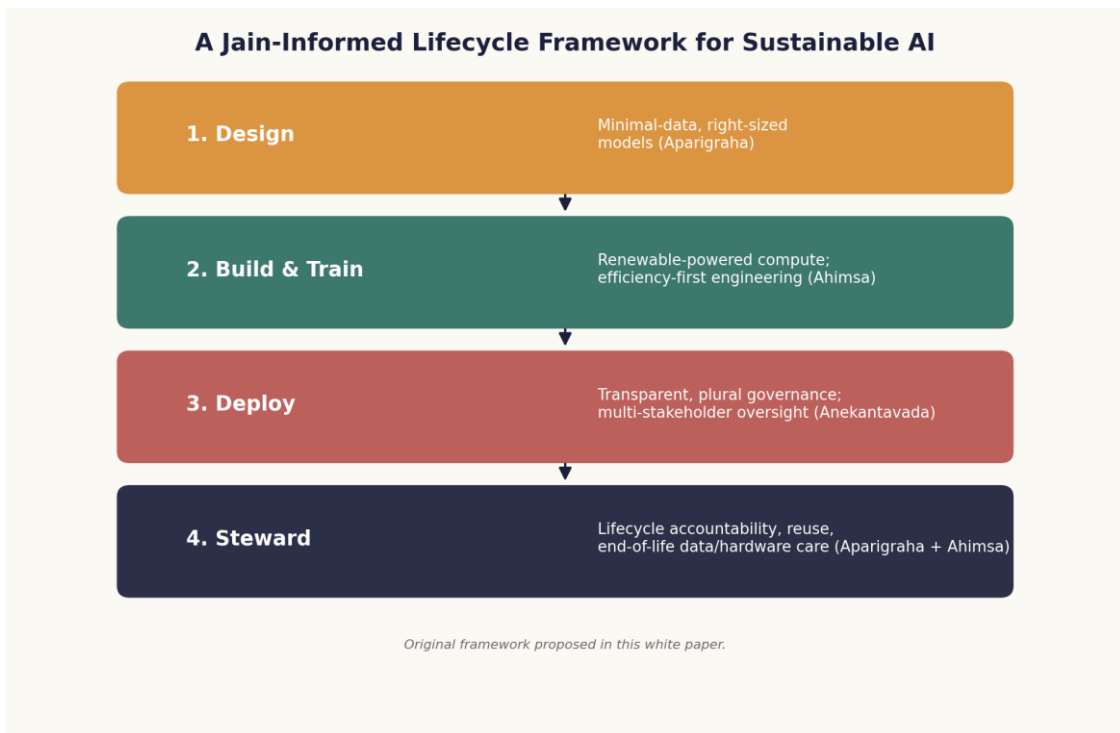 A Jain-Informed Lifecycle Framework for Sustainable AI
1. Design
Minimal-data, right-sized
models (Aparigraha)
2. Build & Train
Renewable-powered compute;
efficiency-first engineering (Ahimsa)
3. Deploy
Transparent, plural governance;
multi-stakeholder oversight (Anekantavada)
4. Steward
Lifecycle accountability, reuse,
end-of-life data/hardware care (Aparigraha + Ahimsa)
Original framework proposed in this white paper.